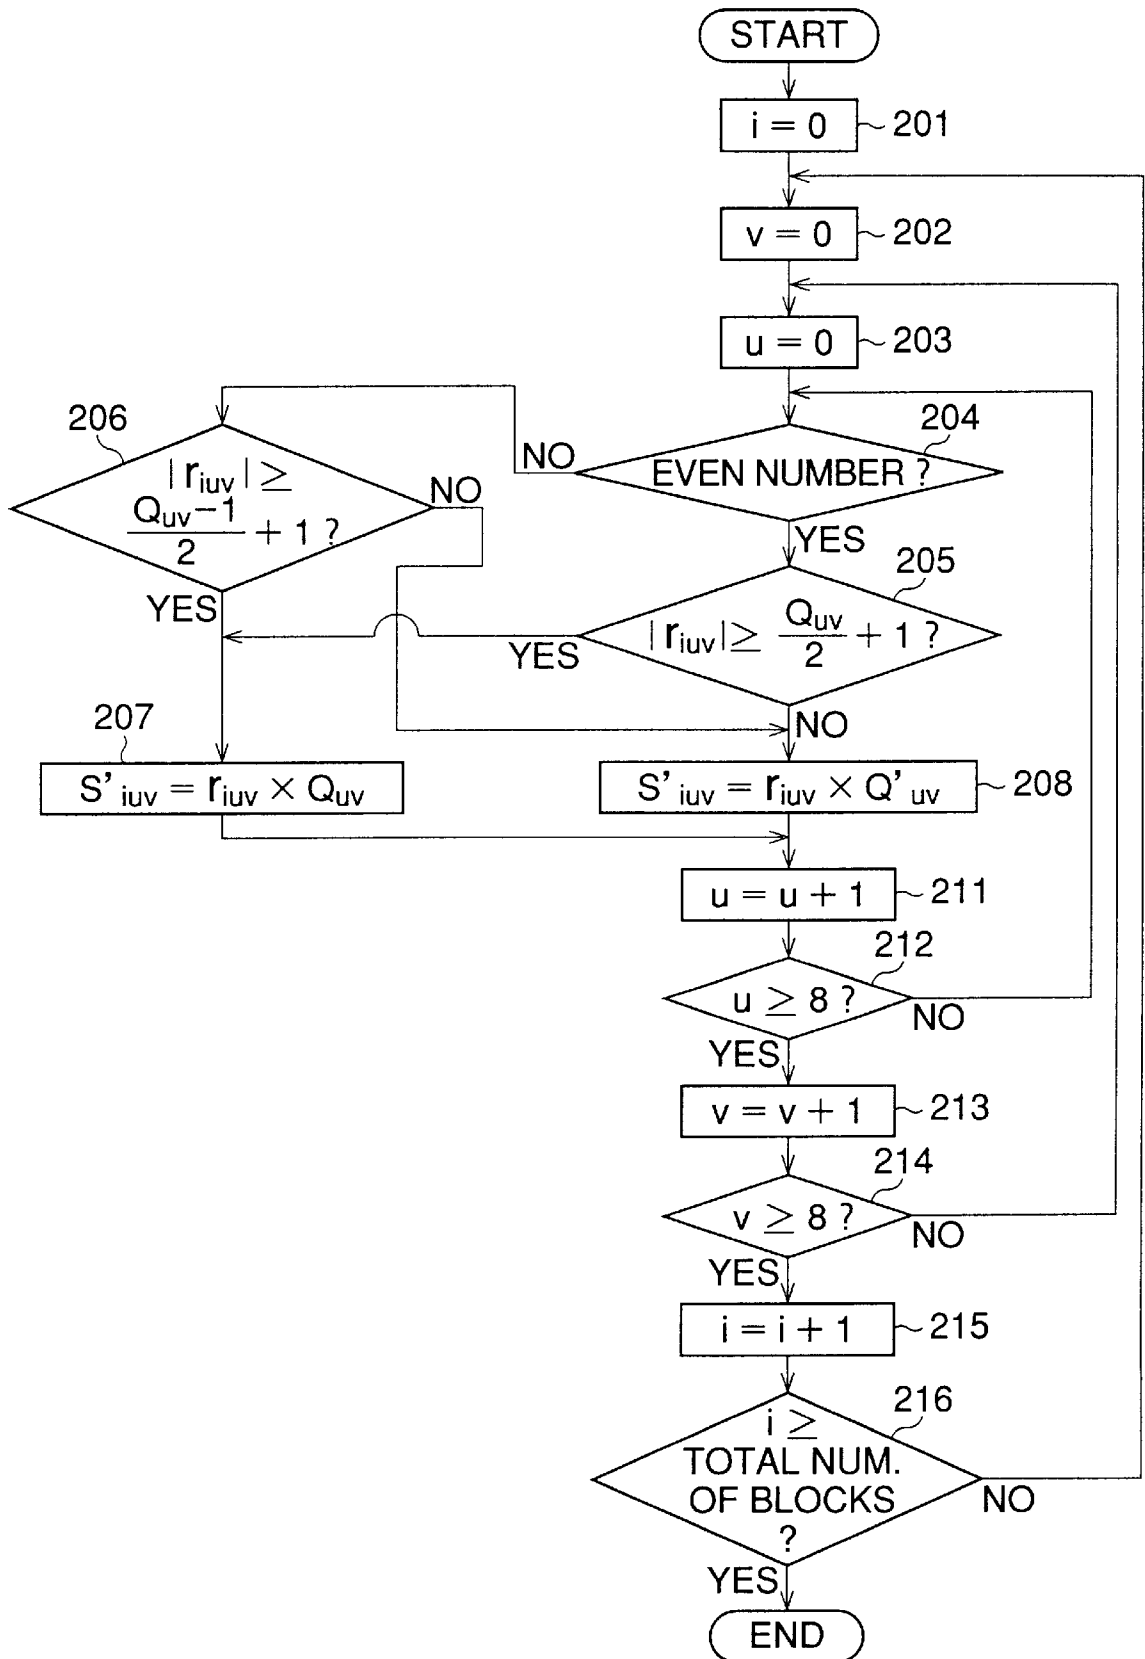 START
i = 0
201
v = 0
202
u = 0
203
206
204
|r_iuv| ≥
Q_uv−1
2
+ 1 ?
NO
NO
EVEN NUMBER ?
YES
YES
205
|r_iuv| ≥ Q_uv/2 + 1 ?
YES
NO
207
S'_iuv = r_iuv × Q_uv
S'_iuv = r_iuv × Q'_uv
208
u = u + 1
211
212
u ≥ 8 ?
NO
YES
v = v + 1
213
214
v ≥ 8 ?
NO
YES
i = i + 1
215
216
i ≥
TOTAL NUM.
OF BLOCKS
?
NO
YES
END